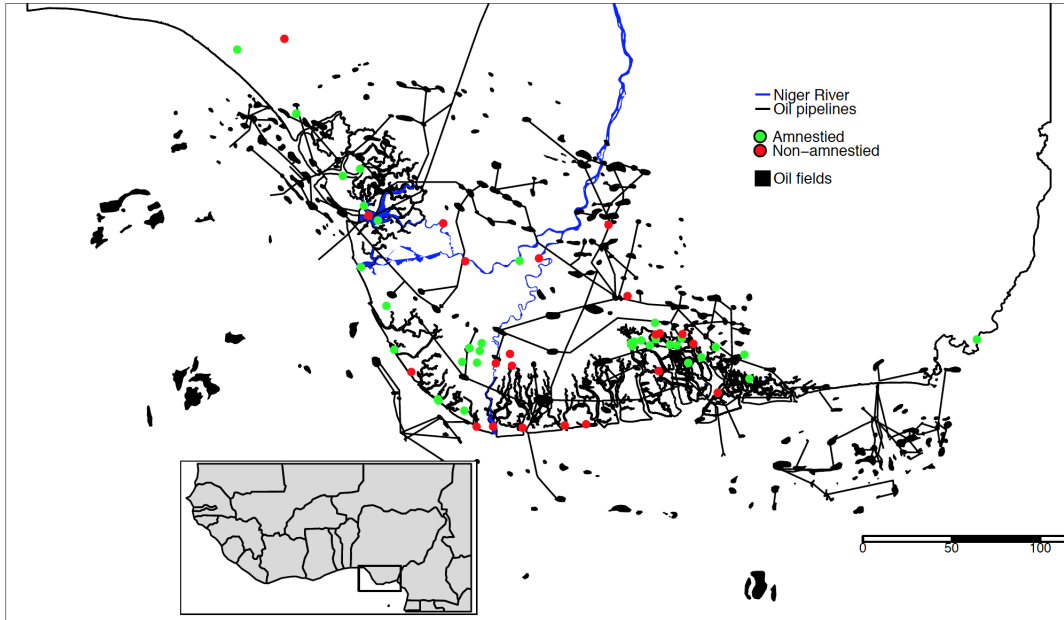 Niger River
Oil pipelines
Amnestied
Non−amnestied
Oil fields
0 50 100